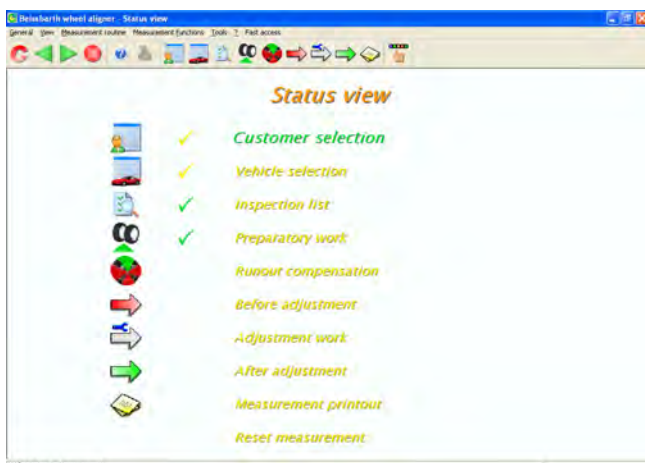 Beissbarth wheel aligner - Status view
General View Measurement routine Measurement functions Tools ? Fast access
Status view
Customer selection
Vehicle selection
Inspection list
Preparatory work
Runout compensation
Before adjustment
Adjustment work
After adjustment
Measurement printout
Reset measurement